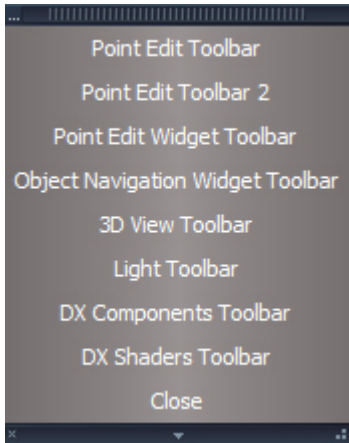 Point Edit Toolbar
Point Edit Toolbar 2
Point Edit Widget Toolbar
Object Navigation Widget Toolbar
3D View Toolbar
Light Toolbar
DX Components Toolbar
DX Shaders Toolbar
Close